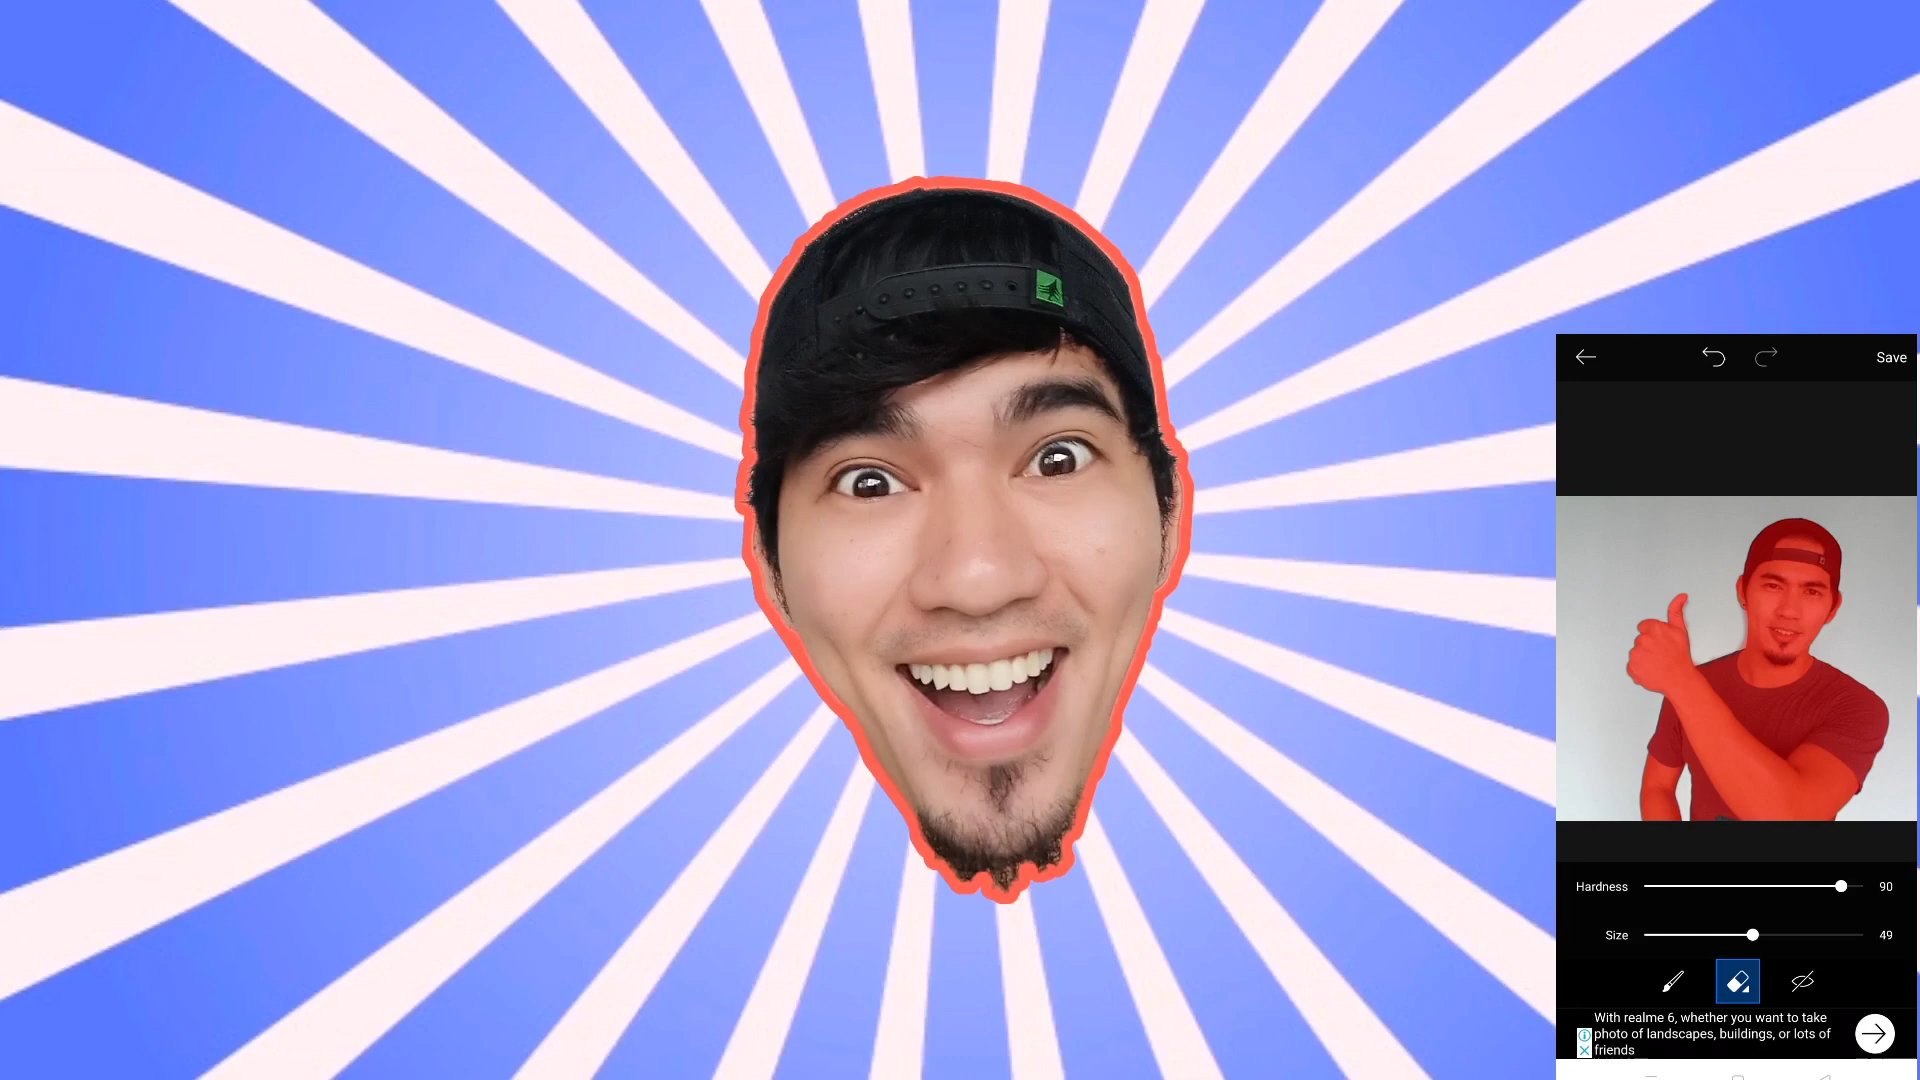 Save
Hardness 90
Size 49
With realme 6, whether you want to take
photo of landscapes, buildings, or lots of
friends